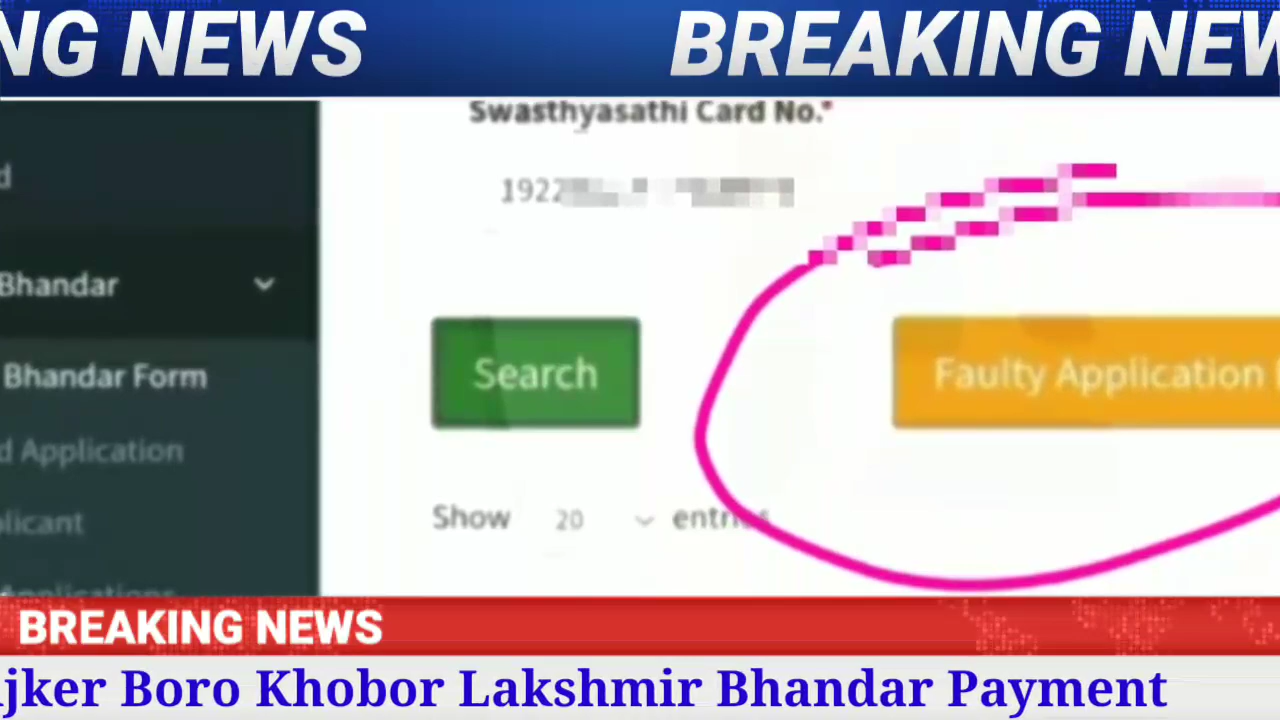 NG NEWS BREAKING NEW
Swasthyasathi Card No.*
1922
d
Bhandar
Search
Faulty Application
Bhandar Form
d Application
licant
Show 20 entries
Applications
BREAKING NEWS
jker Boro Khobor Lakshmir Bhandar Payment